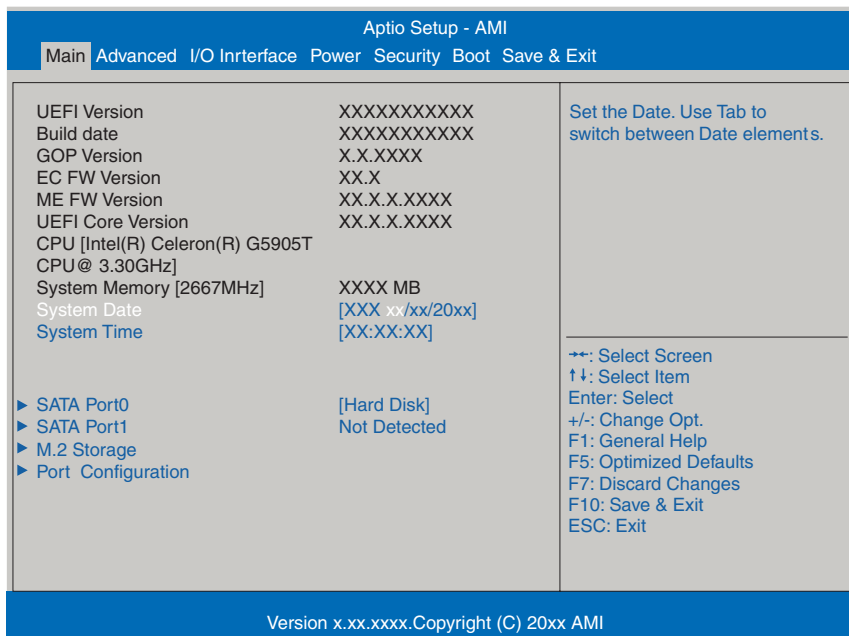 Aptio Setup - AMI
Main Advanced I/O Inrterface Power Security Boot Save & Exit
UEFI Version XXXXXXXXXXX
Build date XXXXXXXXXXX
GOP Version X.X.XXXX
EC FW Version XX.X
ME FW Version XX.X.X.XXXX
UEFI Core Version XX.X.X.XXXX
CPU [Intel(R) Celeron(R) G5905T
CPU@ 3.30GHz]
System Memory [2667MHz] XXXX MB
System Date [XXX xx/xx/20xx]
System Time [XX:XX:XX]
► SATA Port0 [Hard Disk]
► SATA Port1 Not Detected
► M.2 Storage
► Port Configuration
Set the Date. Use Tab to
switch between Date elements.
→←: Select Screen
↑↓: Select Item
Enter: Select
+/-: Change Opt.
F1: General Help
F5: Optimized Defaults
F7: Discard Changes
F10: Save & Exit
ESC: Exit
Version x.xx.xxxx.Copyright (C) 20xx AMI